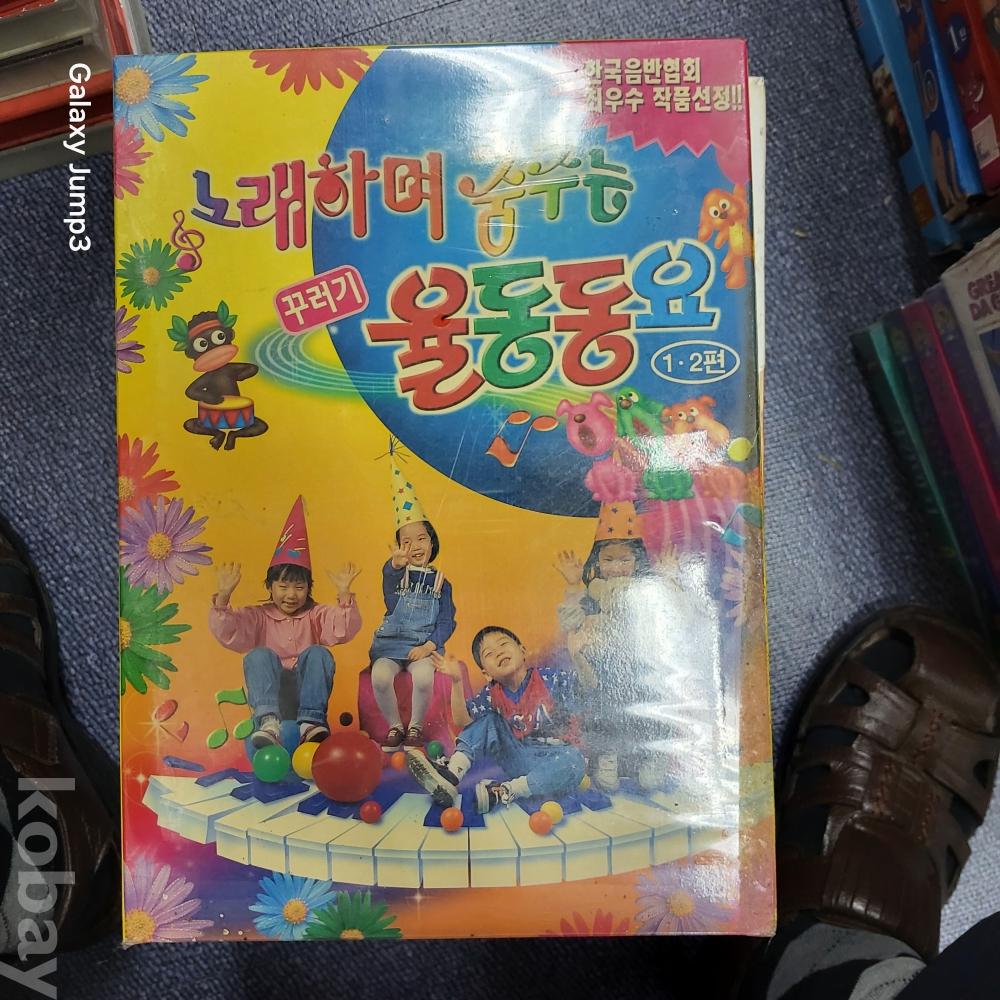 한국음반협회
최우수 작품선정!!
노래하며 춤추는
꾸러기
율동동요
1·2편
Galaxy Jump3
kobay